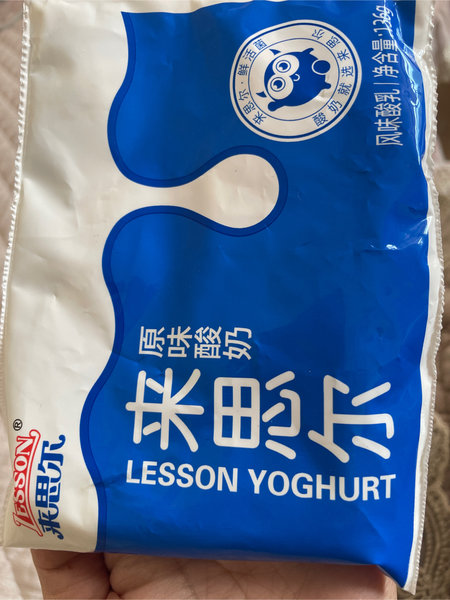 来思尔·鲜活菌
酸奶就选来思尔
风味酸乳 | 净含量:136g
原味
酸奶
来思尔
LESSON YOGHURT
LESSON®
来思尔